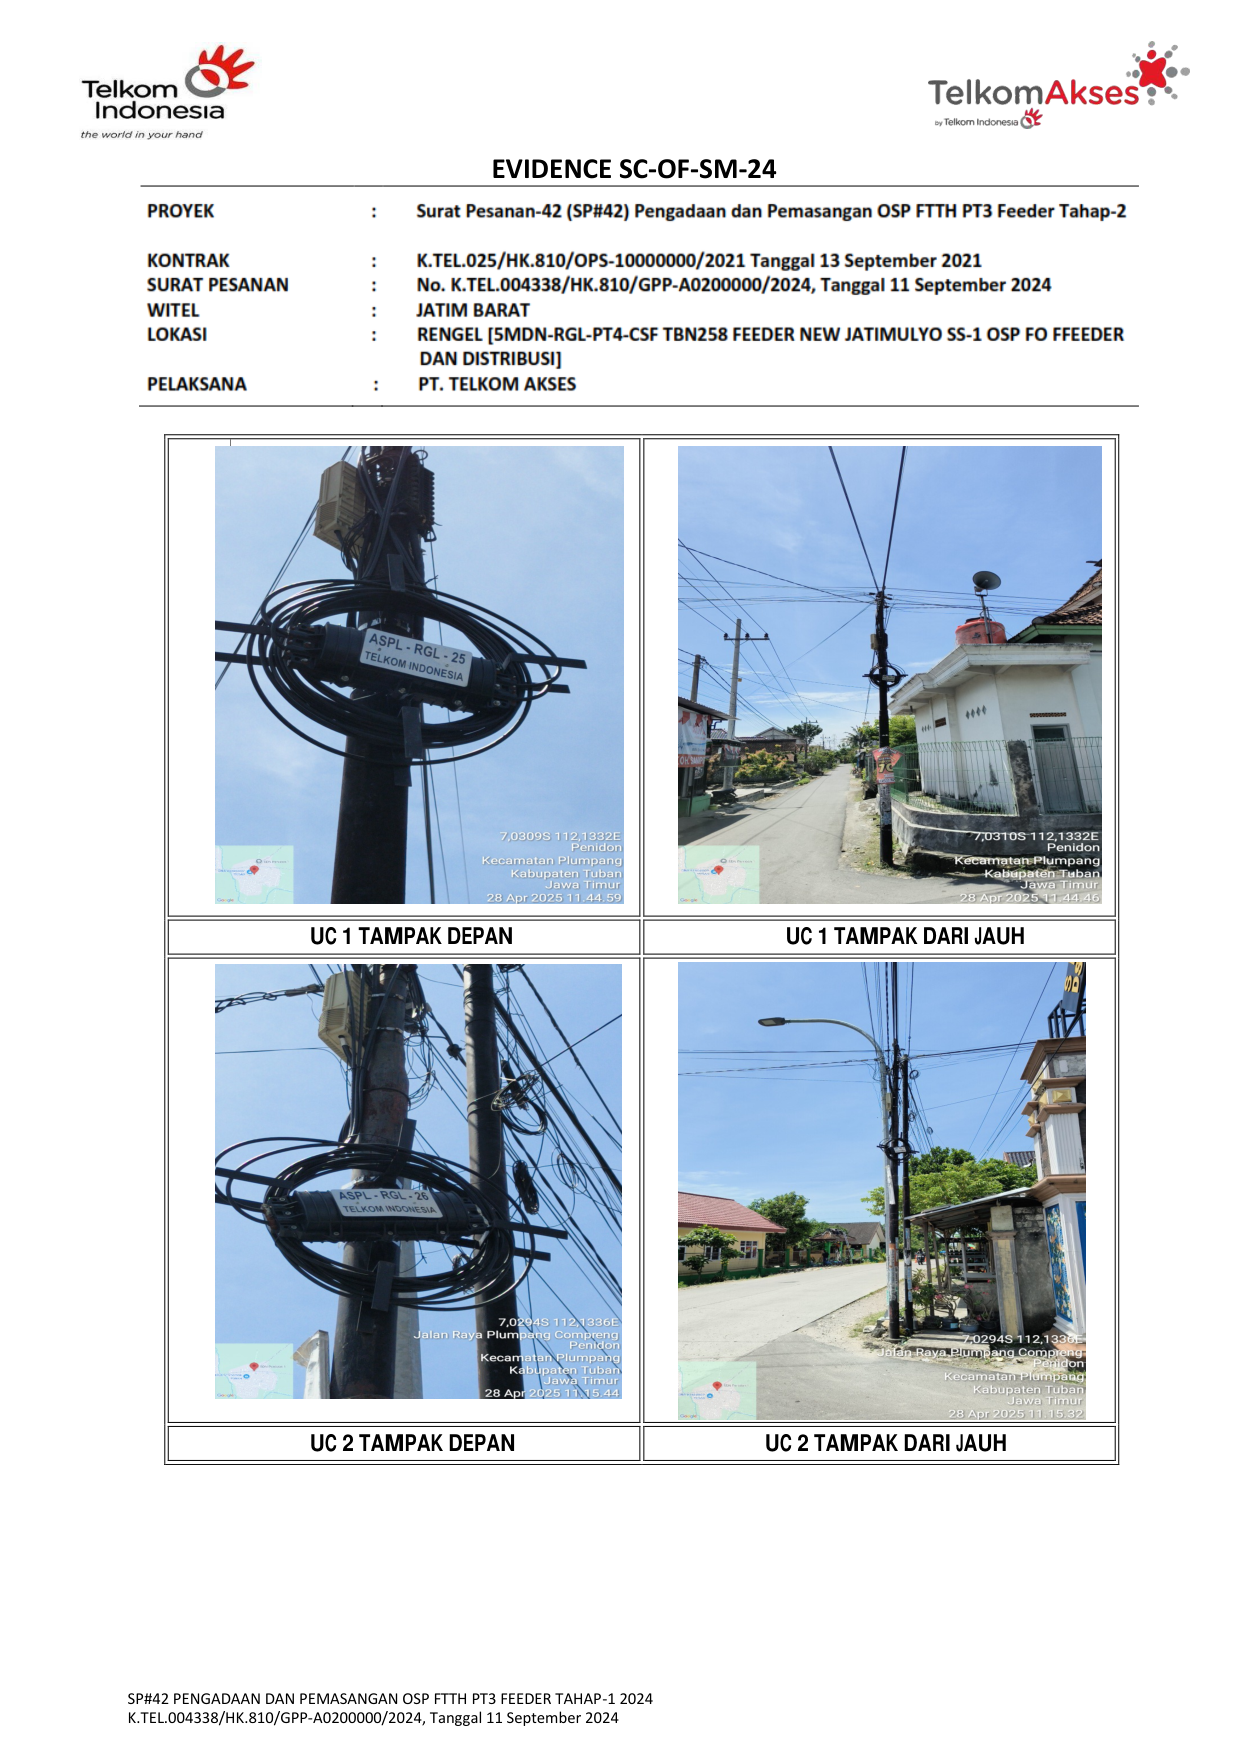 Telkom
Indonesia
the world in your hand
TelkomAkses
by Telkom Indonesia
EVIDENCE SC-OF-SM-24
PROYEK : Surat Pesanan-42 (SP#42) Pengadaan dan Pemasangan OSP FTTH PT3 Feeder Tahap-2
KONTRAK : K.TEL.025/HK.810/OPS-10000000/2021 Tanggal 13 September 2021
SURAT PESANAN : No. K.TEL.004338/HK.810/GPP-A0200000/2024, Tanggal 11 September 2024
WITEL : JATIM BARAT
LOKASI : RENGEL [5MDN-RGL-PT4-CSF TBN258 FEEDER NEW JATIMULYO SS-1 OSP FO FFEEDER
DAN DISTRIBUSI]
PELAKSANA : PT. TELKOM AKSES
ASPL - RGL - 25
TELKOM INDONESIA
7,0309S 112,1332E
Penidon
Kecamatan Plumpang
Kabupaten Tuban
Jawa Timur
28 Apr 2025 11.44.59
7,0310S 112,1332E
Penidon
Kecamatan Plumpang
Kabupaten Tuban
Jawa Timur
28 Apr 2025 11.44.46
UC 1 TAMPAK DEPAN
UC 1 TAMPAK DARI JAUH
ASPL - RGL - 26
TELKOM INDONESIA
7,0294S 112,1336E
Jalan Raya Plumpang Compreng
Penidon
Kecamatan Plumpang
Kabupaten Tuban
Jawa Timur
28 Apr 2025 11.15.44
7,0294S 112,1336E
Jalan Raya Plumpang Compreng
Penidon
Kecamatan Plumpang
Kabupaten Tuban
Jawa Timur
28 Apr 2025 11.15.32
UC 2 TAMPAK DEPAN
UC 2 TAMPAK DARI JAUH
SP#42 PENGADAAN DAN PEMASANGAN OSP FTTH PT3 FEEDER TAHAP-1 2024
K.TEL.004338/HK.810/GPP-A0200000/2024, Tanggal 11 September 2024